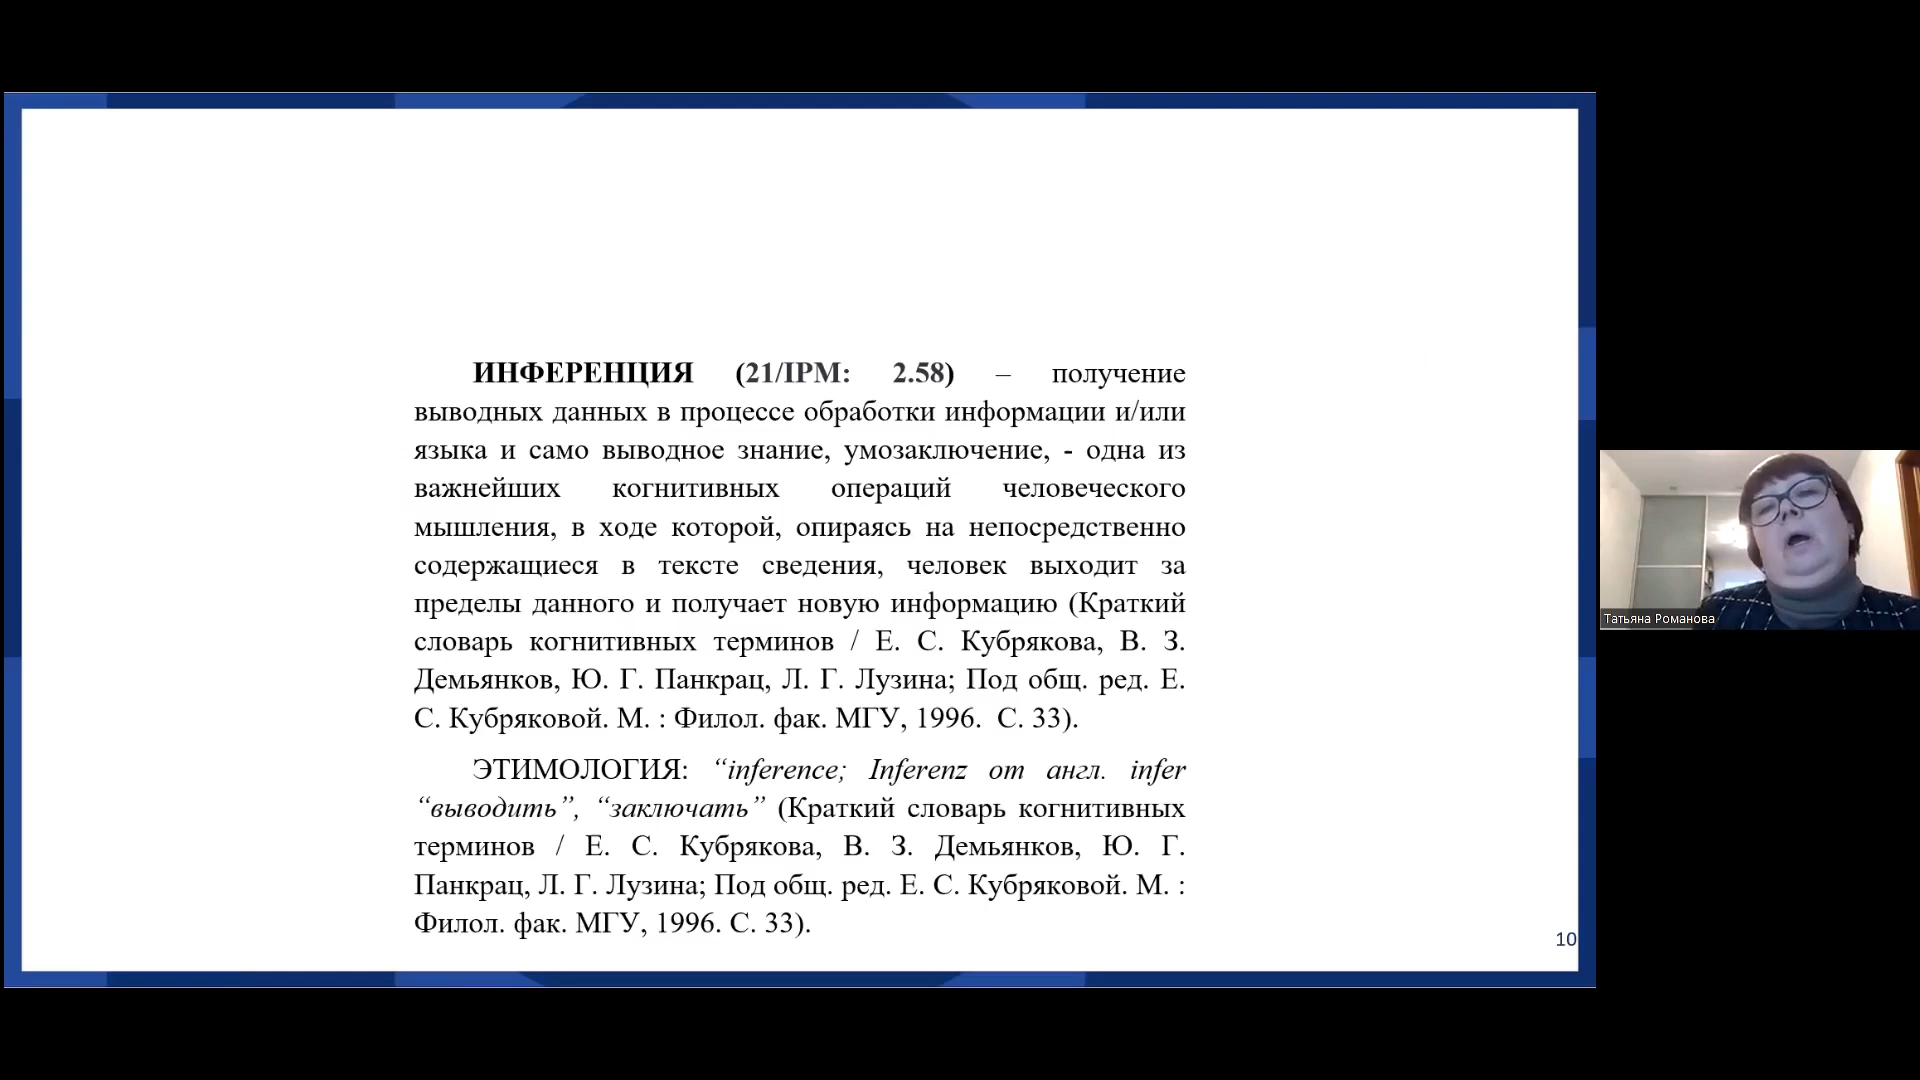 ИНФЕРЕНЦИЯ (21/IPM: 2.58) – получение
выводных данных в процессе обработки информации и/или
языка и само выводное знание, умозаключение, - одна из
важнейших когнитивных операций человеческого
мышления, в ходе которой, опираясь на непосредственно
содержащиеся в тексте сведения, человек выходит за
пределы данного и получает новую информацию (Краткий
словарь когнитивных терминов / Е. С. Кубрякова, В. З.
Демьянков, Ю. Г. Панкрац, Л. Г. Лузина; Под общ. ред. Е.
С. Кубряковой. М. : Филол. фак. МГУ, 1996. С. 33).
ЭТИМОЛОГИЯ: “inference; Inferenz от англ. infer
“выводить”, “заключать” (Краткий словарь когнитивных
терминов / Е. С. Кубрякова, В. З. Демьянков, Ю. Г.
Панкрац, Л. Г. Лузина; Под общ. ред. Е. С. Кубряковой. М. :
Филол. фак. МГУ, 1996. С. 33).
10
Татьяна Романова